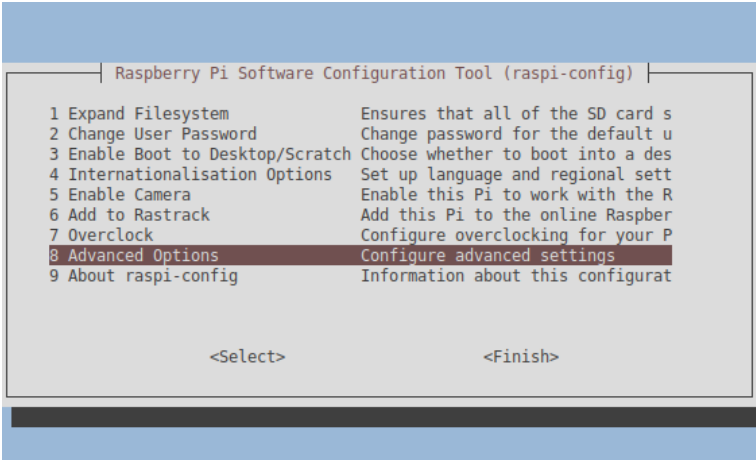 Raspberry Pi Software Configuration Tool (raspi-config)
1 Expand Filesystem Ensures that all of the SD card s
2 Change User Password Change password for the default u
3 Enable Boot to Desktop/Scratch Choose whether to boot into a des
4 Internationalisation Options Set up language and regional sett
5 Enable Camera Enable this Pi to work with the R
6 Add to Rastrack Add this Pi to the online Raspber
7 Overclock Configure overclocking for your P
8 Advanced Options Configure advanced settings
9 About raspi-config Information about this configurat
<Select> <Finish>